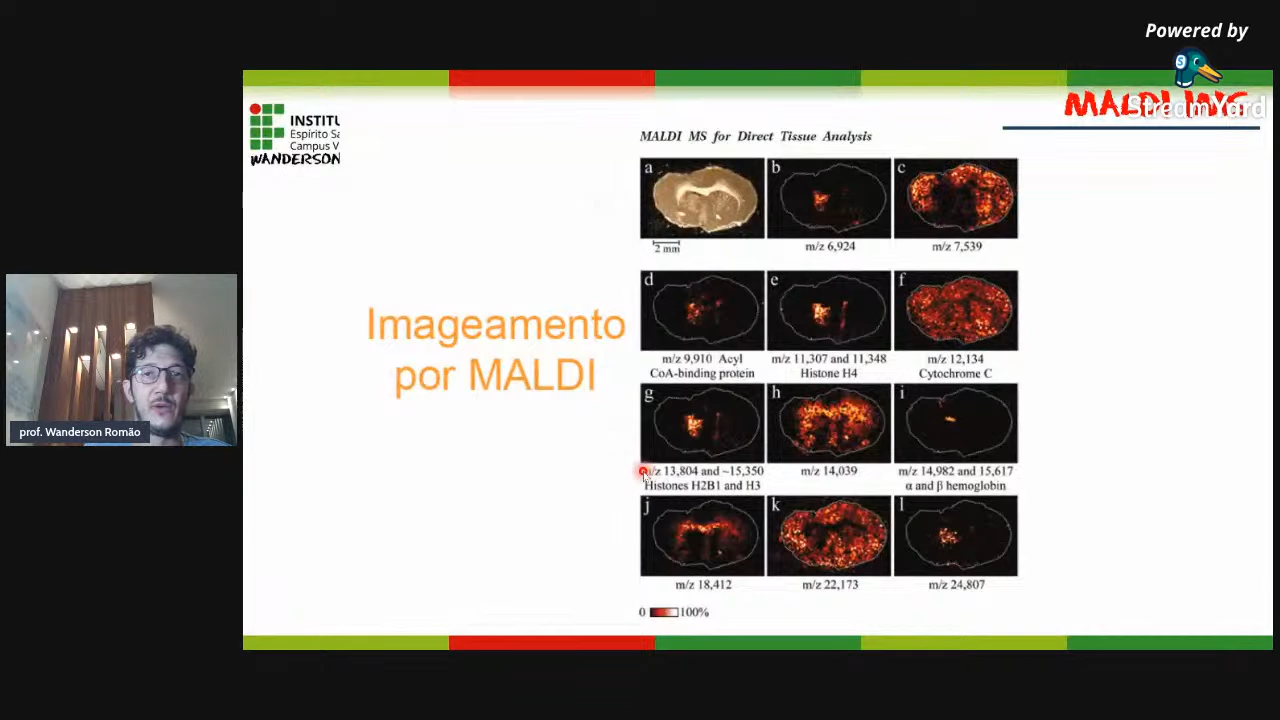 Powered by
StreamYard
INSTITU
Espírito Sa
Campus V
WANDERSON
MALDI MS for Direct Tissue Analysis
a
b
c
2 mm
m/z 6,924
m/z 7,539
d
e
f
m/z 9,910 Acyl
CoA-binding protein
m/z 11,307 and 11,348
Histone H4
m/z 12,134
Cytochrome C
Imageamento
por MALDI
g
h
i
m/z 13,804 and ~15,350
Histones H2B1 and H3
m/z 14,039
m/z 14,982 and 15,617
α and β hemoglobin
j
k
l
m/z 18,412
m/z 22,173
m/z 24,807
0
100%
prof. Wanderson Romão